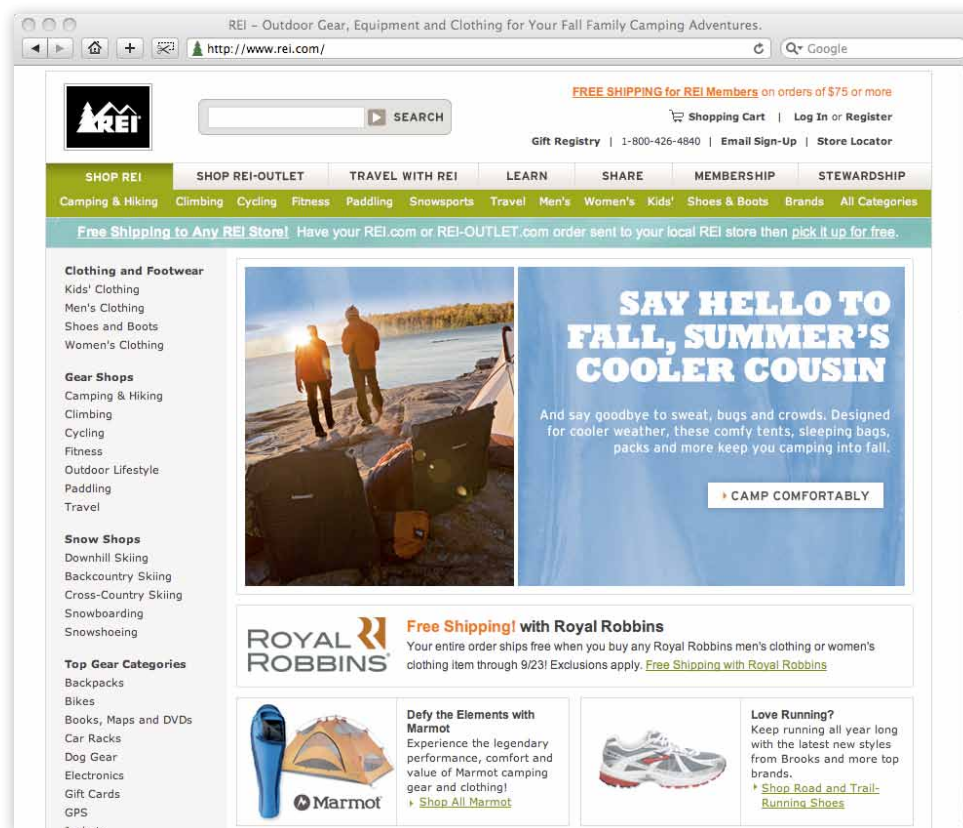 REI – Outdoor Gear, Equipment and Clothing for Your Fall Family Camping Adventures.
http://www.rei.com/
Google
REI
SEARCH
FREE SHIPPING for REI Members on orders of $75 or more
Shopping Cart | Log In or Register
Gift Registry | 1-800-426-4840 | Email Sign-Up | Store Locator
SHOP REI SHOP REI-OUTLET TRAVEL WITH REI LEARN SHARE MEMBERSHIP STEWARDSHIP
Camping & Hiking Climbing Cycling Fitness Paddling Snowsports Travel Men's Women's Kids' Shoes & Boots Brands All Categories
Free Shipping to Any REI Store! Have your REI.com or REI-OUTLET.com order sent to your local REI store then pick it up for free.
Clothing and Footwear
Kids' Clothing
Men's Clothing
Shoes and Boots
Women's Clothing
Gear Shops
Camping & Hiking
Climbing
Cycling
Fitness
Outdoor Lifestyle
Paddling
Travel
Snow Shops
Downhill Skiing
Backcountry Skiing
Cross-Country Skiing
Snowboarding
Snowshoeing
Top Gear Categories
Backpacks
Bikes
Books, Maps and DVDs
Car Racks
Dog Gear
Electronics
Gift Cards
GPS
SAY HELLO TO
FALL, SUMMER'S
COOLER COUSIN
And say goodbye to sweat, bugs and crowds. Designed
for cooler weather, these comfy tents, sleeping bags,
packs and more keep you camping into fall.
CAMP COMFORTABLY
ROYAL
ROBBINS
Free Shipping! with Royal Robbins
Your entire order ships free when you buy any Royal Robbins men's clothing or women's
clothing item through 9/23! Exclusions apply. Free Shipping with Royal Robbins
Marmot
Defy the Elements with
Marmot
Experience the legendary
performance, comfort and
value of Marmot camping
gear and clothing!
Shop All Marmot
Love Running?
Keep running all year long
with the latest new styles
from Brooks and more top
brands.
Shop Road and Trail-
Running Shoes